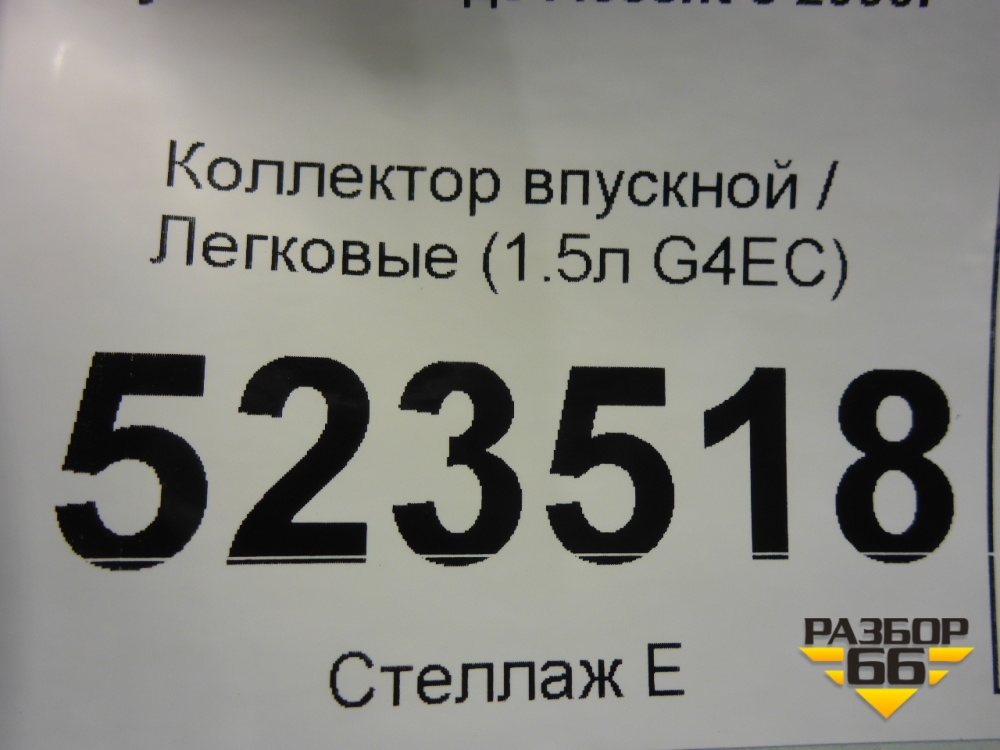 Коллектор впускной /
Легковые (1.5л G4EC)
523518
Стеллаж Е
РАЗБОР
66